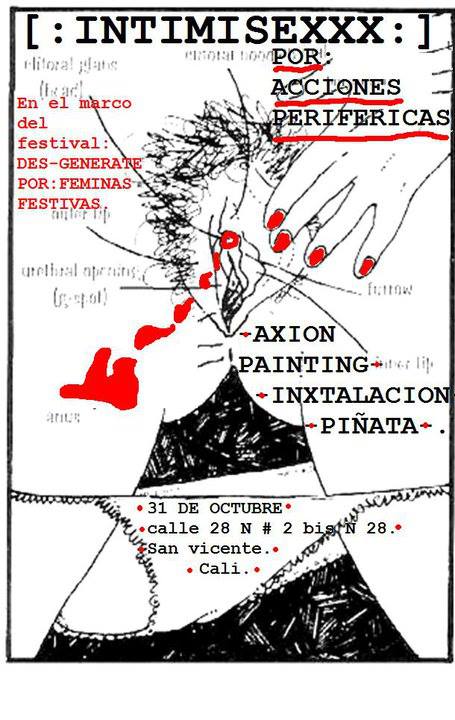 [:INTIMISEXXX:]
POR:
ACCIONES
PERIFERICAS
En el marco
del
festival:
DES-GENERATE
POR:FEMINAS
FESTIVAS.
clitoral glans
(head)
clitoral hood
outer lip
urethral opening
furrow
inner lip
anus
-AXION
PAINTING-
-INXTALACION-
-PIÑATA-.
31 DE OCTUBRE
calle 28 N # 2 bis N 28.
San vicente.
Cali.